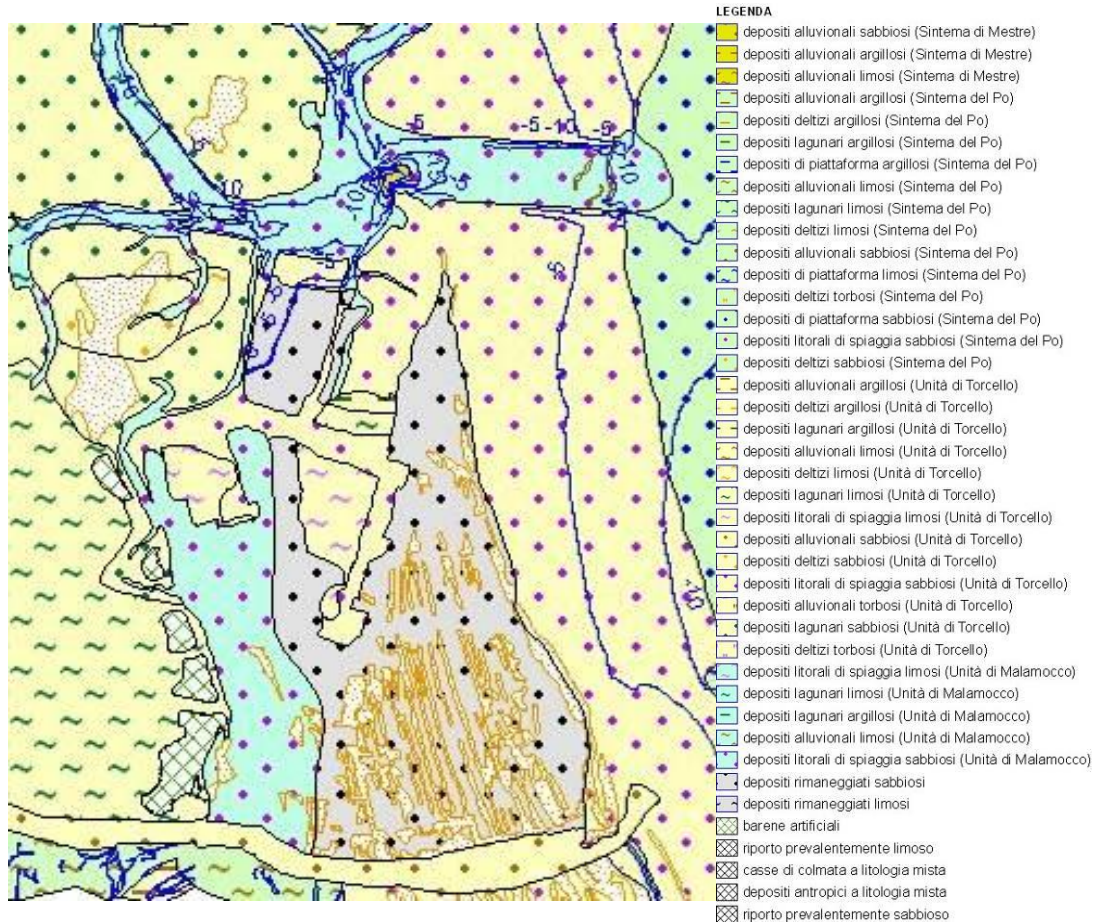 LEGENDA
depositi alluvionali sabbiosi (Sintema di Mestre)
depositi alluvionali argillosi (Sintema di Mestre)
depositi alluvionali limosi (Sintema di Mestre)
depositi alluvionali argillosi (Sintema del Po)
depositi deltizi argillosi (Sintema del Po)
depositi lagunari argillosi (Sintema del Po)
depositi di piattaforma argillosi (Sintema del Po)
depositi alluvionali limosi (Sintema del Po)
depositi lagunari limosi (Sintema del Po)
depositi deltizi limosi (Sintema del Po)
depositi alluvionali sabbiosi (Sintema del Po)
depositi di piattaforma limosi (Sintema del Po)
depositi deltizi torbosi (Sintema del Po)
depositi di piattaforma sabbiosi (Sintema del Po)
depositi litorali di spiaggia sabbiosi (Sintema del Po)
depositi deltizi sabbiosi (Sintema del Po)
depositi alluvionali argillosi (Unità di Torcello)
depositi deltizi argillosi (Unità di Torcello)
depositi lagunari argillosi (Unità di Torcello)
depositi alluvionali limosi (Unità di Torcello)
depositi deltizi limosi (Unità di Torcello)
depositi lagunari limosi (Unità di Torcello)
depositi litorali di spiaggia limosi (Unità di Torcello)
depositi alluvionali sabbiosi (Unità di Torcello)
depositi deltizi sabbiosi (Unità di Torcello)
depositi litorali di spiaggia sabbiosi (Unità di Torcello)
depositi alluvionali torbosi (Unità di Torcello)
depositi lagunari sabbiosi (Unità di Torcello)
depositi deltizi torbosi (Unità di Torcello)
depositi litorali di spiaggia limosi (Unità di Malamocco)
depositi lagunari limosi (Unità di Malamocco)
depositi lagunari argillosi (Unità di Malamocco)
depositi alluvionali limosi (Unità di Malamocco)
depositi litorali di spiaggia sabbiosi (Unità di Malamocco)
depositi rimaneggiati sabbiosi
depositi rimaneggiati limosi
barene artificiali
riporto prevalentemente limoso
casse di colmata a litologia mista
depositi antropici a litologia mista
riporto prevalentemente sabbioso
-5
-5 -10 -5
-10
-5
-10